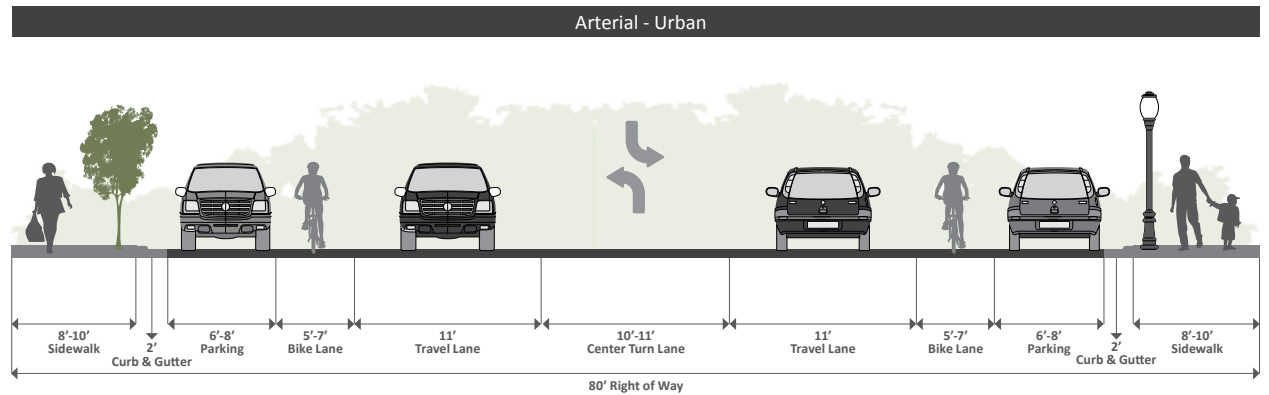 Arterial - Urban
8’-10’
Sidewalk
2’
Curb & Gutter
6’-8’
Parking
5’-7’
Bike Lane
11’
Travel Lane
10’-11’
Center Turn Lane
11’
Travel Lane
5’-7’
Bike Lane
6’-8’
Parking
2’
Curb & Gutter
8’-10’
Sidewalk
80’ Right of Way